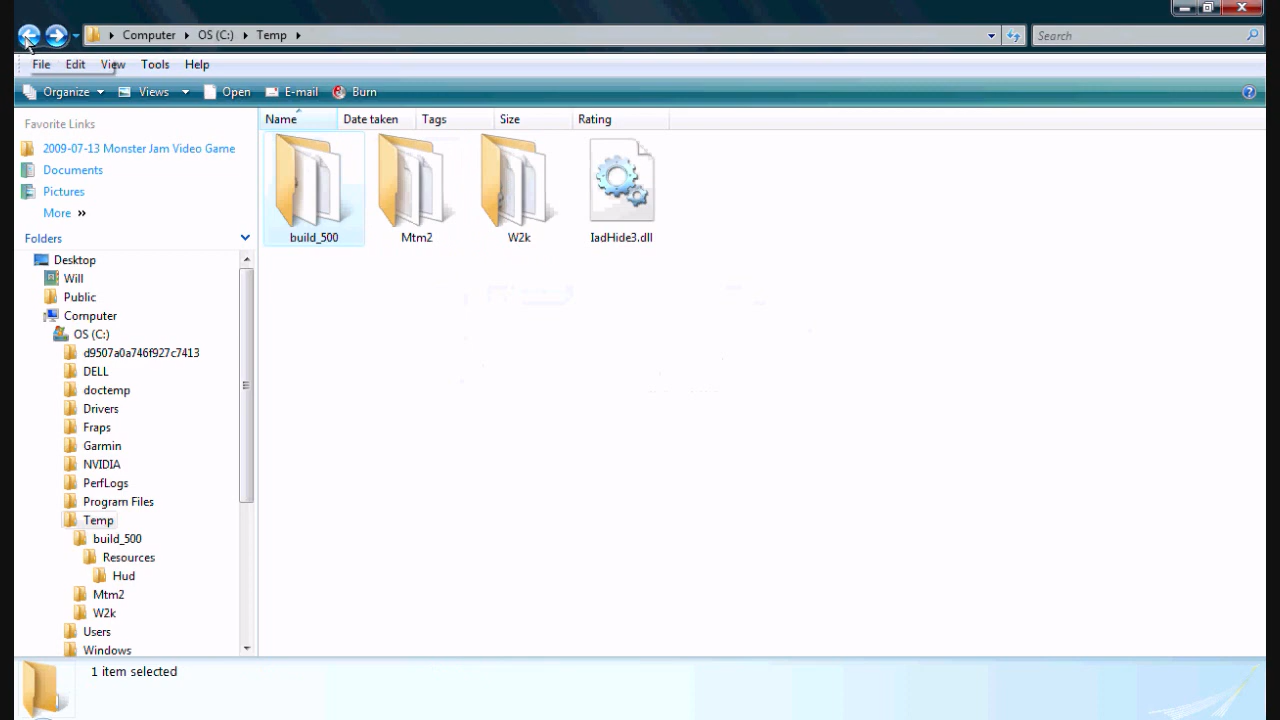 Computer OS (C:) Temp
Search
File Edit View Tools Help
Organize Views Open E-mail Burn
Favorite Links
2009-07-13 Monster Jam Video Game
Documents
Pictures
More »
Folders
Desktop
Will
Public
Computer
OS (C:)
d9507a0a746f927c7413
DELL
doctemp
Drivers
Fraps
Garmin
NVIDIA
PerfLogs
Program Files
Temp
build_500
Resources
Hud
Mtm2
W2k
Users
Windows
Name Date taken Tags Size Rating
build_500 Mtm2 W2k IadHide3.dll
1 item selected